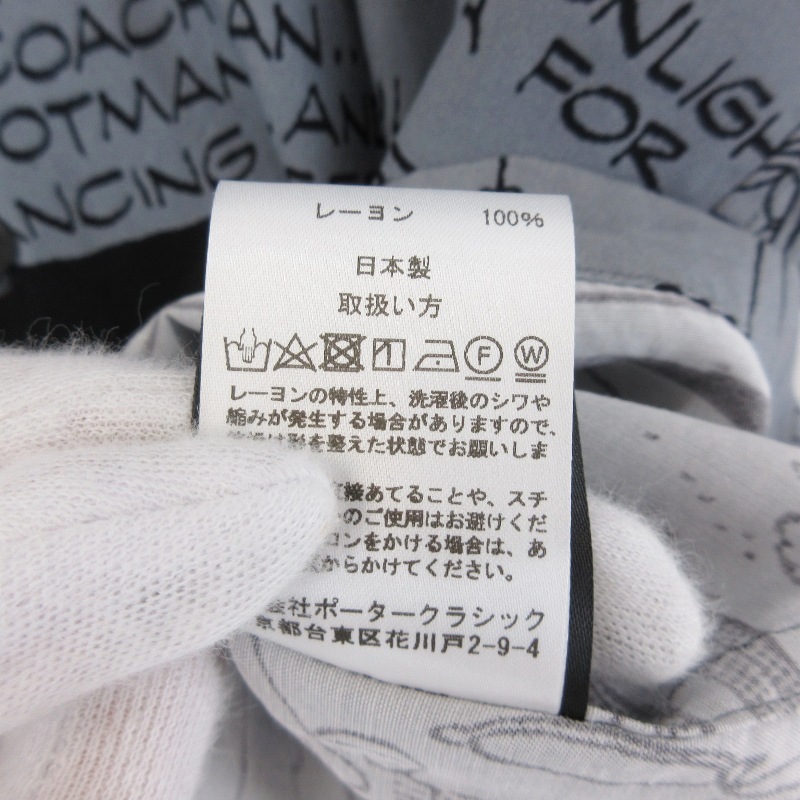 COACHMAN..
OTMAN
ANCING
FOR
レーヨン 100%
日本製
取扱い方
1
F W
レーヨンの特性上、洗濯後のシワや
縮みが発生する場合がありますので、
形を整えた状態でお願いしま
接あてることや、スチ
のご使用はお避けくだ
ロンをかける場合は、あ
からかけてください。
会社ポータークラシック
京都台東区花川戸2-9-4